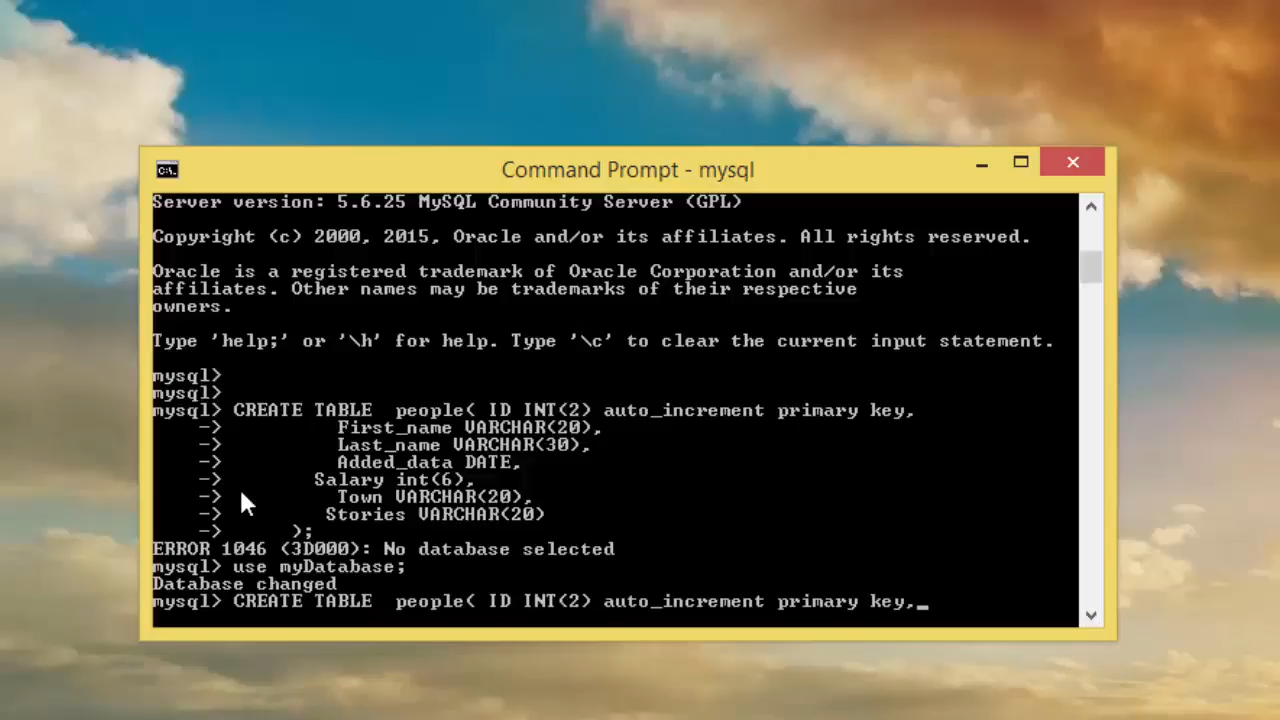 Command Prompt - mysql
Server version: 5.6.25 MySQL Community Server (GPL)
Copyright (c) 2000, 2015, Oracle and/or its affiliates. All rights reserved.
Oracle is a registered trademark of Oracle Corporation and/or its
affiliates. Other names may be trademarks of their respective
owners.
Type 'help;' or '\h' for help. Type '\c' to clear the current input statement.
mysql>
mysql>
mysql> CREATE TABLE  people( ID INT(2) auto_increment primary key,
    ->          First_name VARCHAR(20),
    ->          Last_name VARCHAR(30),
    ->          Added_data DATE,
    ->        Salary int(6),
    ->          Town VARCHAR(20),
    ->         Stories VARCHAR(20)
    ->      );
ERROR 1046 (3D000): No database selected
mysql> use myDatabase;
Database changed
mysql> CREATE TABLE  people( ID INT(2) auto_increment primary key,_